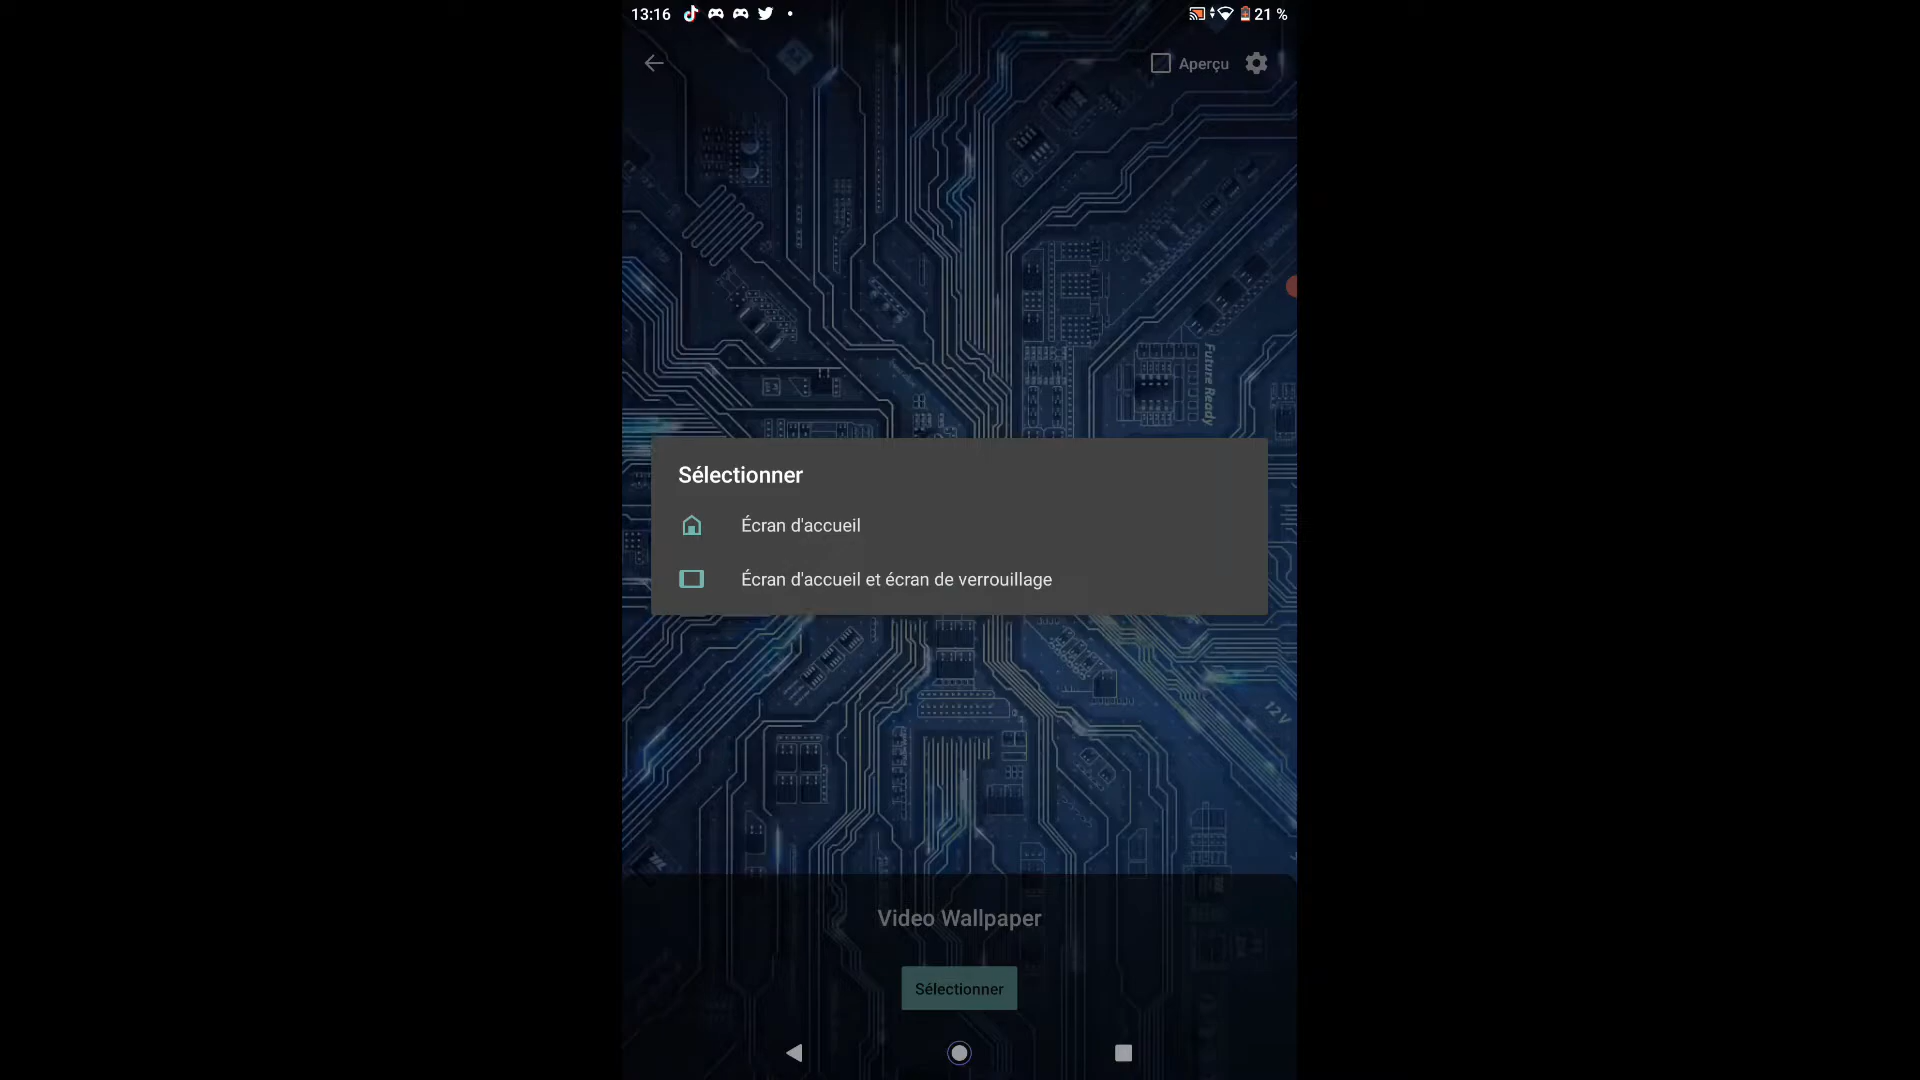 13:16 21 %
Aperçu
Future Ready
Sélectionner
Écran d'accueil
Écran d'accueil et écran de verrouillage
12V
Video Wallpaper
Sélectionner